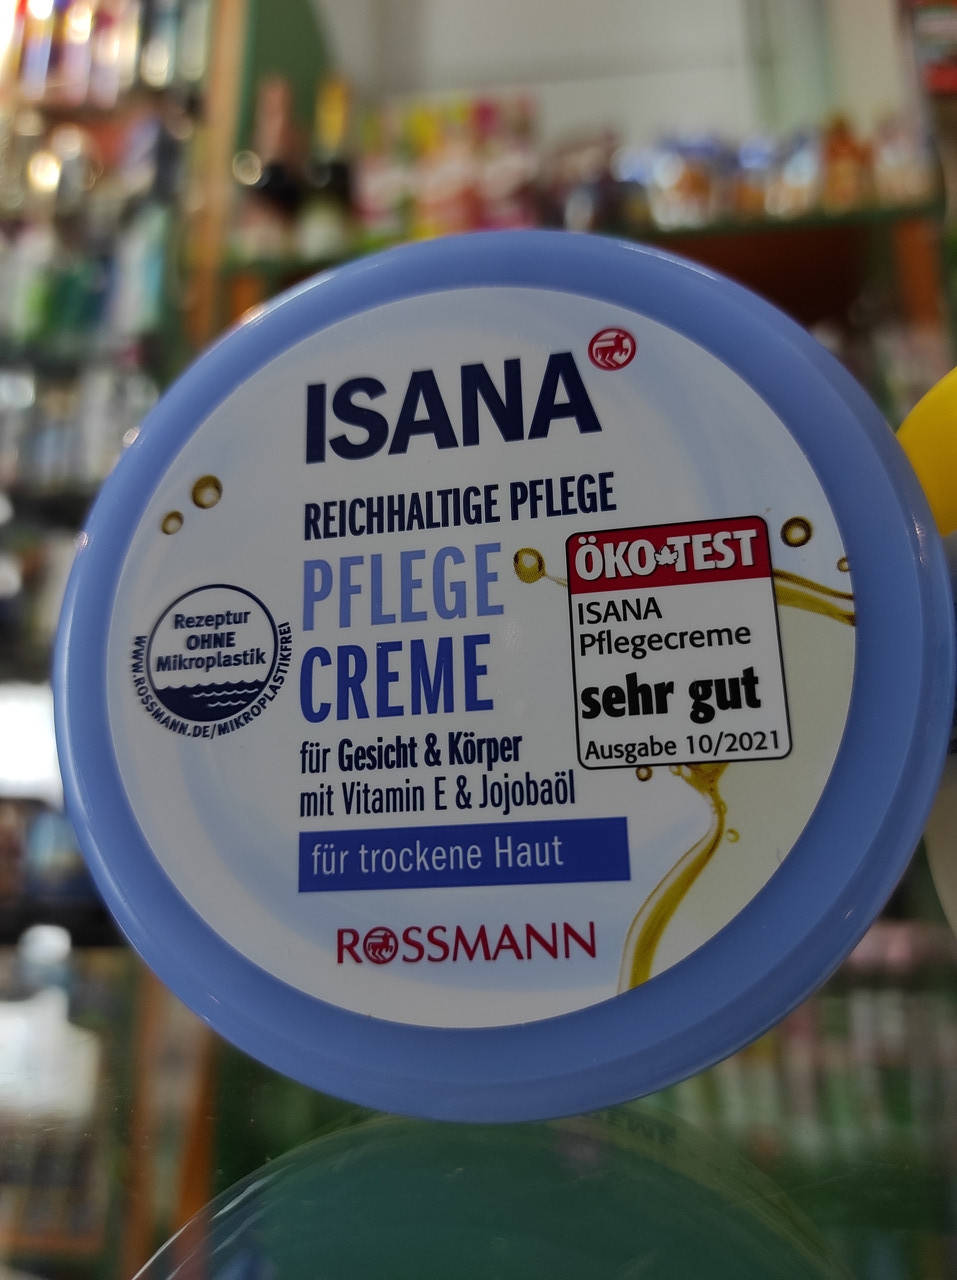 ISANA
REICHHALTIGE PFLEGE
PFLEGE
CREME
für Gesicht & Körper
mit Vitamin E & Jojobaöl
für trockene Haut
ROSSMANN
Rezeptur
OHNE
Mikroplastik
WWW.ROSSMANN.DE/MIKROPLASTIKFREI
ÖKO TEST
ISANA
Pflegecreme
sehr gut
Ausgabe 10/2021